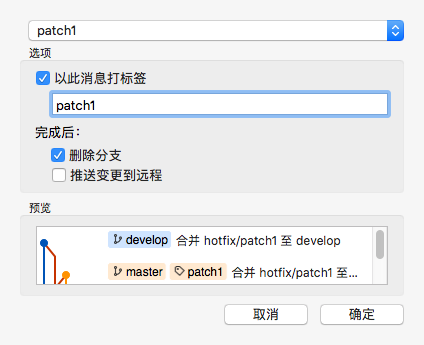 patch1
选项
以此消息打标签
patch1
完成后：
删除分支
推送变更到远程
预览
develop 合并 hotfix/patch1 至 develop
master patch1 合并 hotfix/patch1 至…
取消 确定